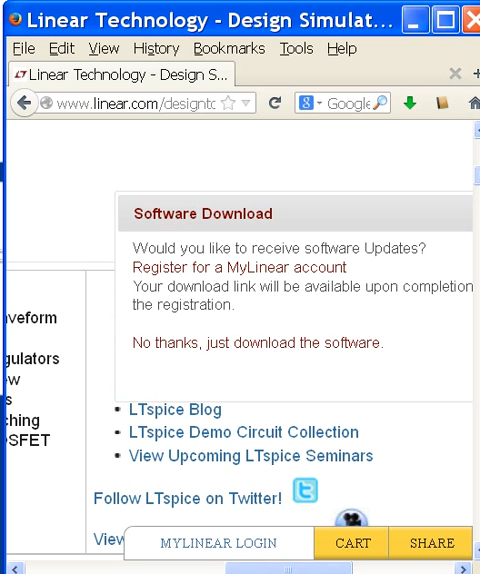 Linear Technology - Design Simulat...
File Edit View History Bookmarks Tools Help
Linear Technology - Design S...
www.linear.com/designtc
Google
Software Download
Would you like to receive software Updates?
Register for a MyLinear account
Your download link will be available upon completion
the registration.
No thanks, just download the software.
aveform
gulators
ow
s
ching
OSFET
• LTspice Blog
• LTspice Demo Circuit Collection
• View Upcoming LTspice Seminars
Follow LTspice on Twitter!
View
MYLINEAR LOGIN CART SHARE